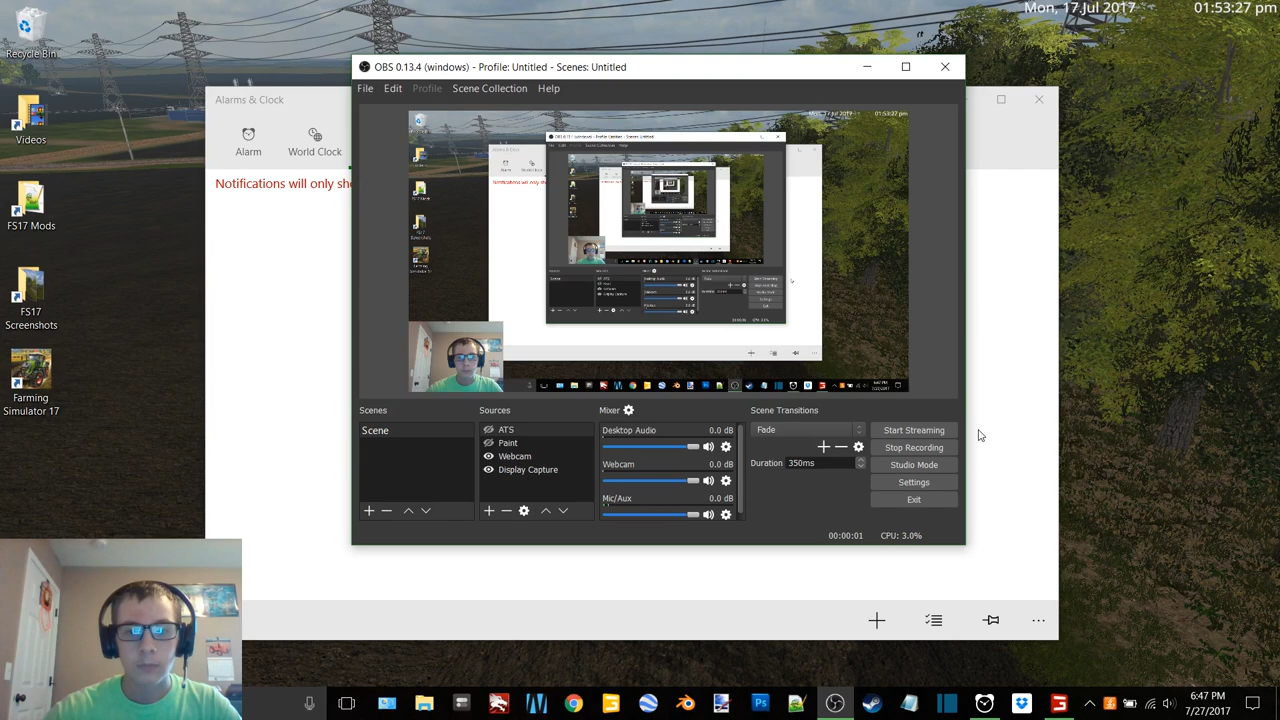 Mon, 17.Jul 2017 01:53:27 pm
Recycle Bin
Videos
FS17 Mods
FS17
Screenshots
Farming
Simulator 17
Alarms & Clock
Alarm World Clock
Notifications will only sho
OBS 0.13.4 (windows) - Profile: Untitled - Scenes: Untitled
File Edit Profile Scene Collection Help
Scenes
Scene
Sources
ATS
Paint
Webcam
Display Capture
Mixer
Desktop Audio 0.0 dB
Webcam 0.0 dB
Mic/Aux 0.0 dB
Scene Transitions
Fade
Duration 350ms
Start Streaming
Stop Recording
Studio Mode
Settings
Exit
00:00:01 CPU: 3.0%
6:47 PM
7/27/2017